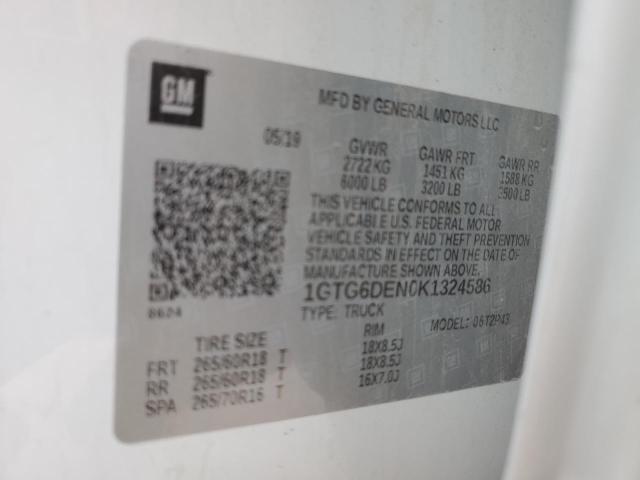 GM
MFD BY GENERAL MOTORS LLC
05/19 GVWR GAWR FRT GAWR RR
2722 KG 1451 KG 1588 KG
6000 LB 3200 LB 3500 LB
THIS VEHICLE CONFORMS TO ALL
APPLICABLE U.S. FEDERAL MOTOR
VEHICLE SAFETY AND THEFT PREVENTION
STANDARDS IN EFFECT ON THE DATE OF
MANUFACTURE SHOWN ABOVE.
1GTG6DEN0K1324586
8624 TYPE: TRUCK MODEL: 06T2P43
TIRE SIZE RIM
FRT 265/60R18 T 18X8.5J
RR 265/60R18 T 18X8.5J
SPA 265/70R16 T 16X7.0J